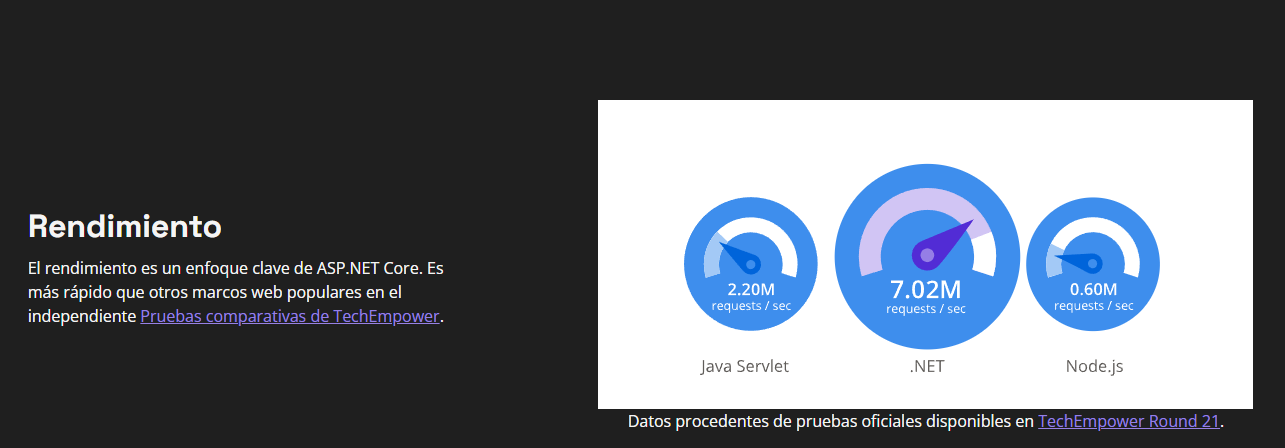 Rendimiento
El rendimiento es un enfoque clave de ASP.NET Core. Es
más rápido que otros marcos web populares en el
independiente Pruebas comparativas de TechEmpower.
2.20M
requests / sec
Java Servlet
7.02M
requests / sec
.NET
0.60M
requests / sec
Node.js
Datos procedentes de pruebas oficiales disponibles en TechEmpower Round 21.